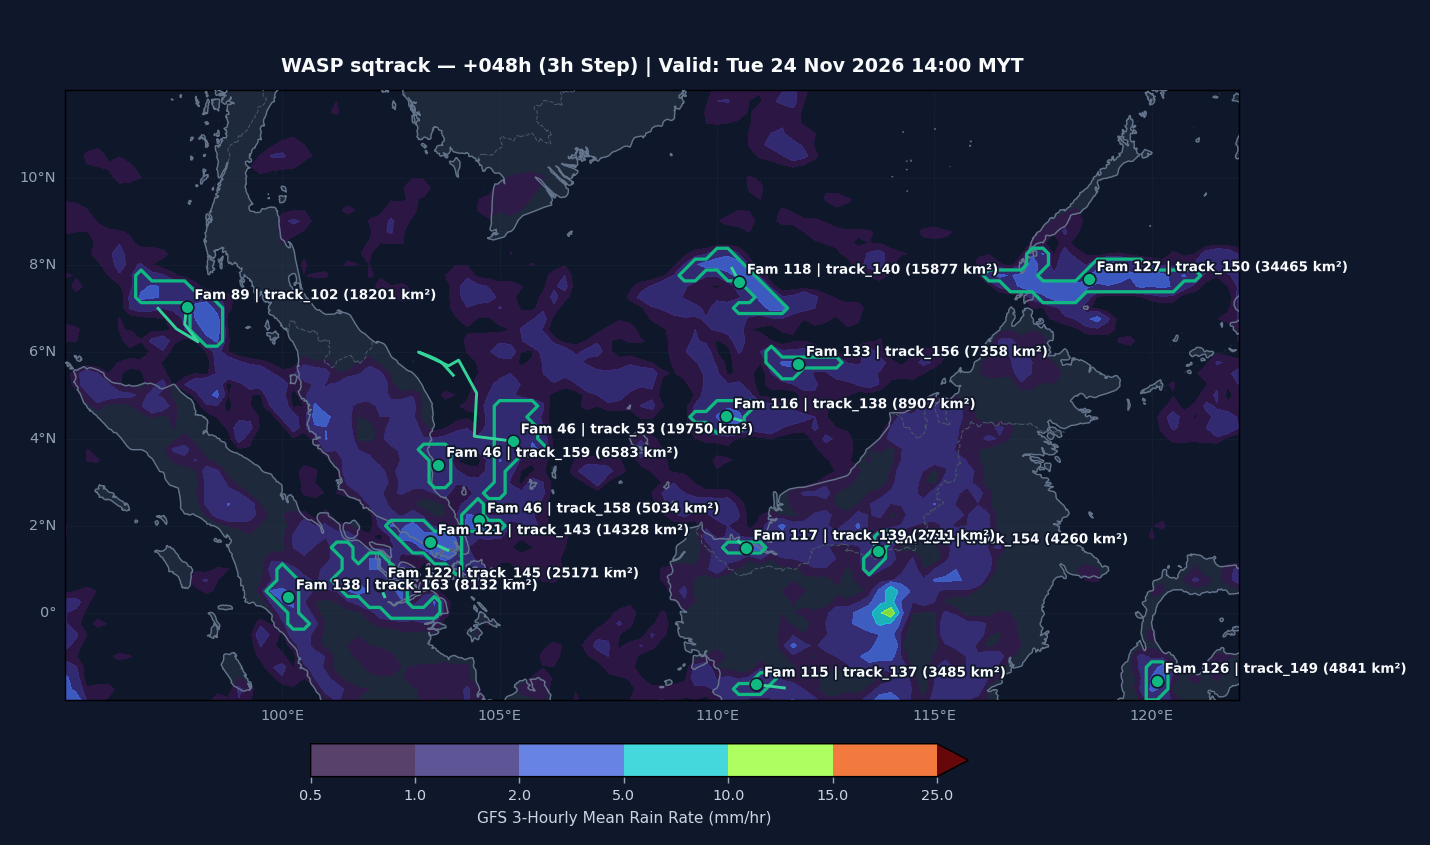 WASP sqtrack — +048h (3h Step) | Valid: Tue 24 Nov 2026 14:00 MYT
10°N
8°N
6°N
4°N
2°N
0°
Fam 127 | track_150 (34465 km²)
Fam 118 | track_140 (15877 km²)
Fam 89 | track_102 (18201 km²)
Fam 133 | track_156 (7358 km²)
Fam 116 | track_138 (8907 km²)
Fam 46 | track_53 (19750 km²)
Fam 46 | track_159 (6583 km²)
Fam 46 | track_158 (5034 km²)
Fam 121 | track_143 (14328 km²)
Fam 117 | track_139 (2711 km²)
track_154 (4260 km²)
Fam 122 | track_145 (25171 km²)
Fam 138 | track_163 (8132 km²)
Fam 126 | track_149 (4841 km²)
Fam 115 | track_137 (3485 km²)
100°E
105°E
110°E
115°E
120°E
0.5
1.0
2.0
5.0
10.0
15.0
25.0
GFS 3-Hourly Mean Rain Rate (mm/hr)